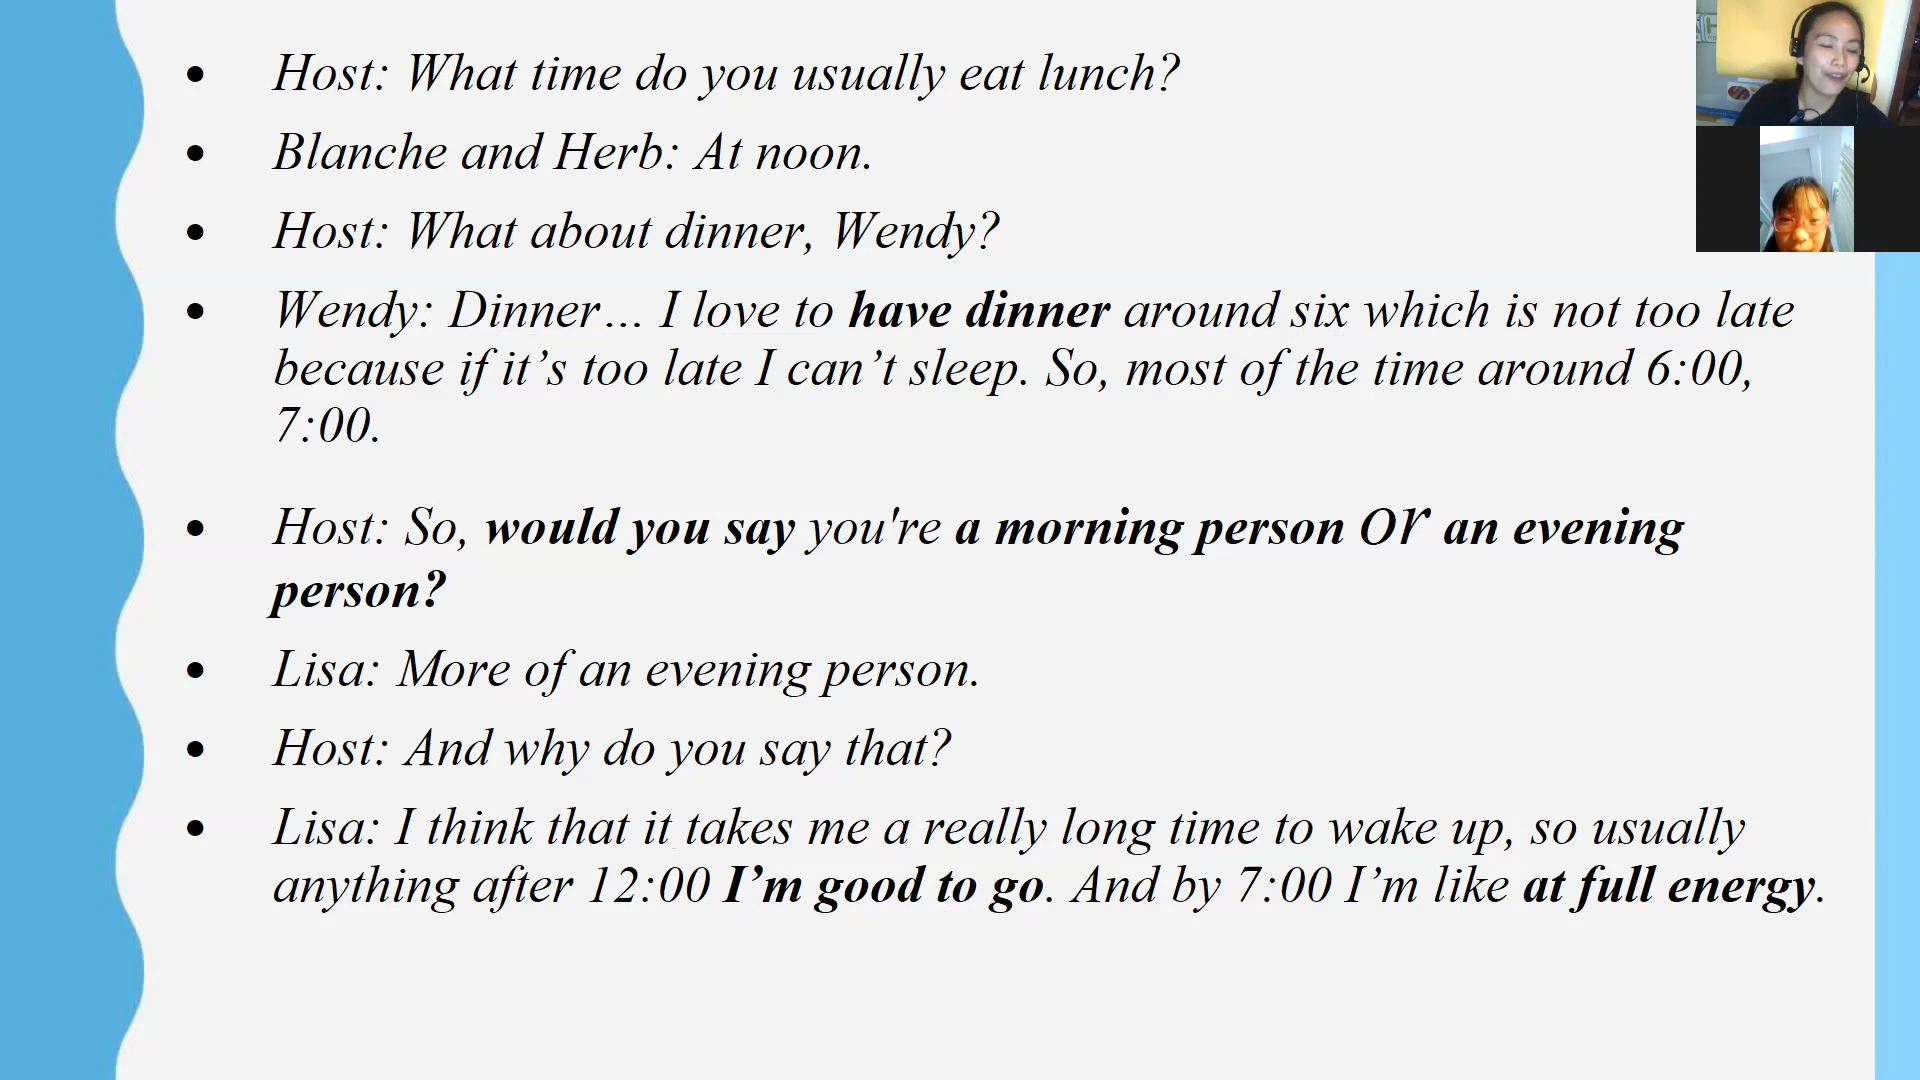 • Host: What time do you usually eat lunch?
• Blanche and Herb: At noon.
• Host: What about dinner, Wendy?
• Wendy: Dinner… I love to have dinner around six which is not too late
because if it’s too late I can’t sleep. So, most of the time around 6:00,
7:00.
• Host: So, would you say you're a morning person Or an evening
person?
• Lisa: More of an evening person.
• Host: And why do you say that?
• Lisa: I think that it takes me a really long time to wake up, so usually
anything after 12:00 I’m good to go. And by 7:00 I’m like at full energy.